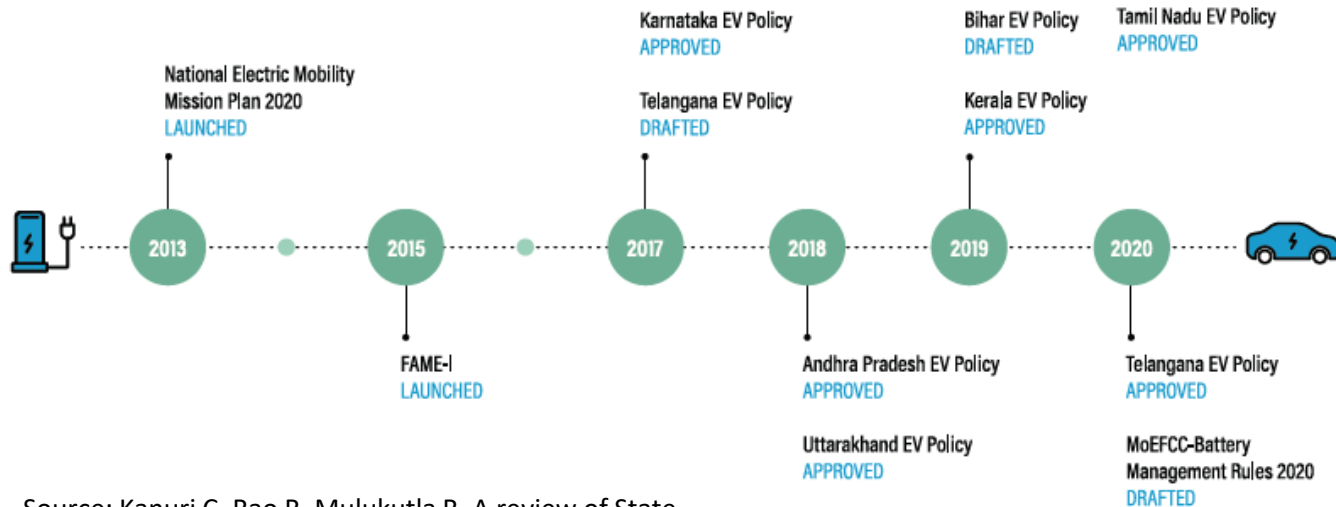 Karnataka EV Policy
APPROVED
Bihar EV Policy
DRAFTED
Tamil Nadu EV Policy
APPROVED
National Electric Mobility
Mission Plan 2020
LAUNCHED
Telangana EV Policy
DRAFTED
Kerala EV Policy
APPROVED
2013
2015
2017
2018
2019
2020
FAME-I
LAUNCHED
Andhra Pradesh EV Policy
APPROVED
Telangana EV Policy
APPROVED
Uttarakhand EV Policy
APPROVED
MoEFCC-Battery
Management Rules 2020
DRAFTED